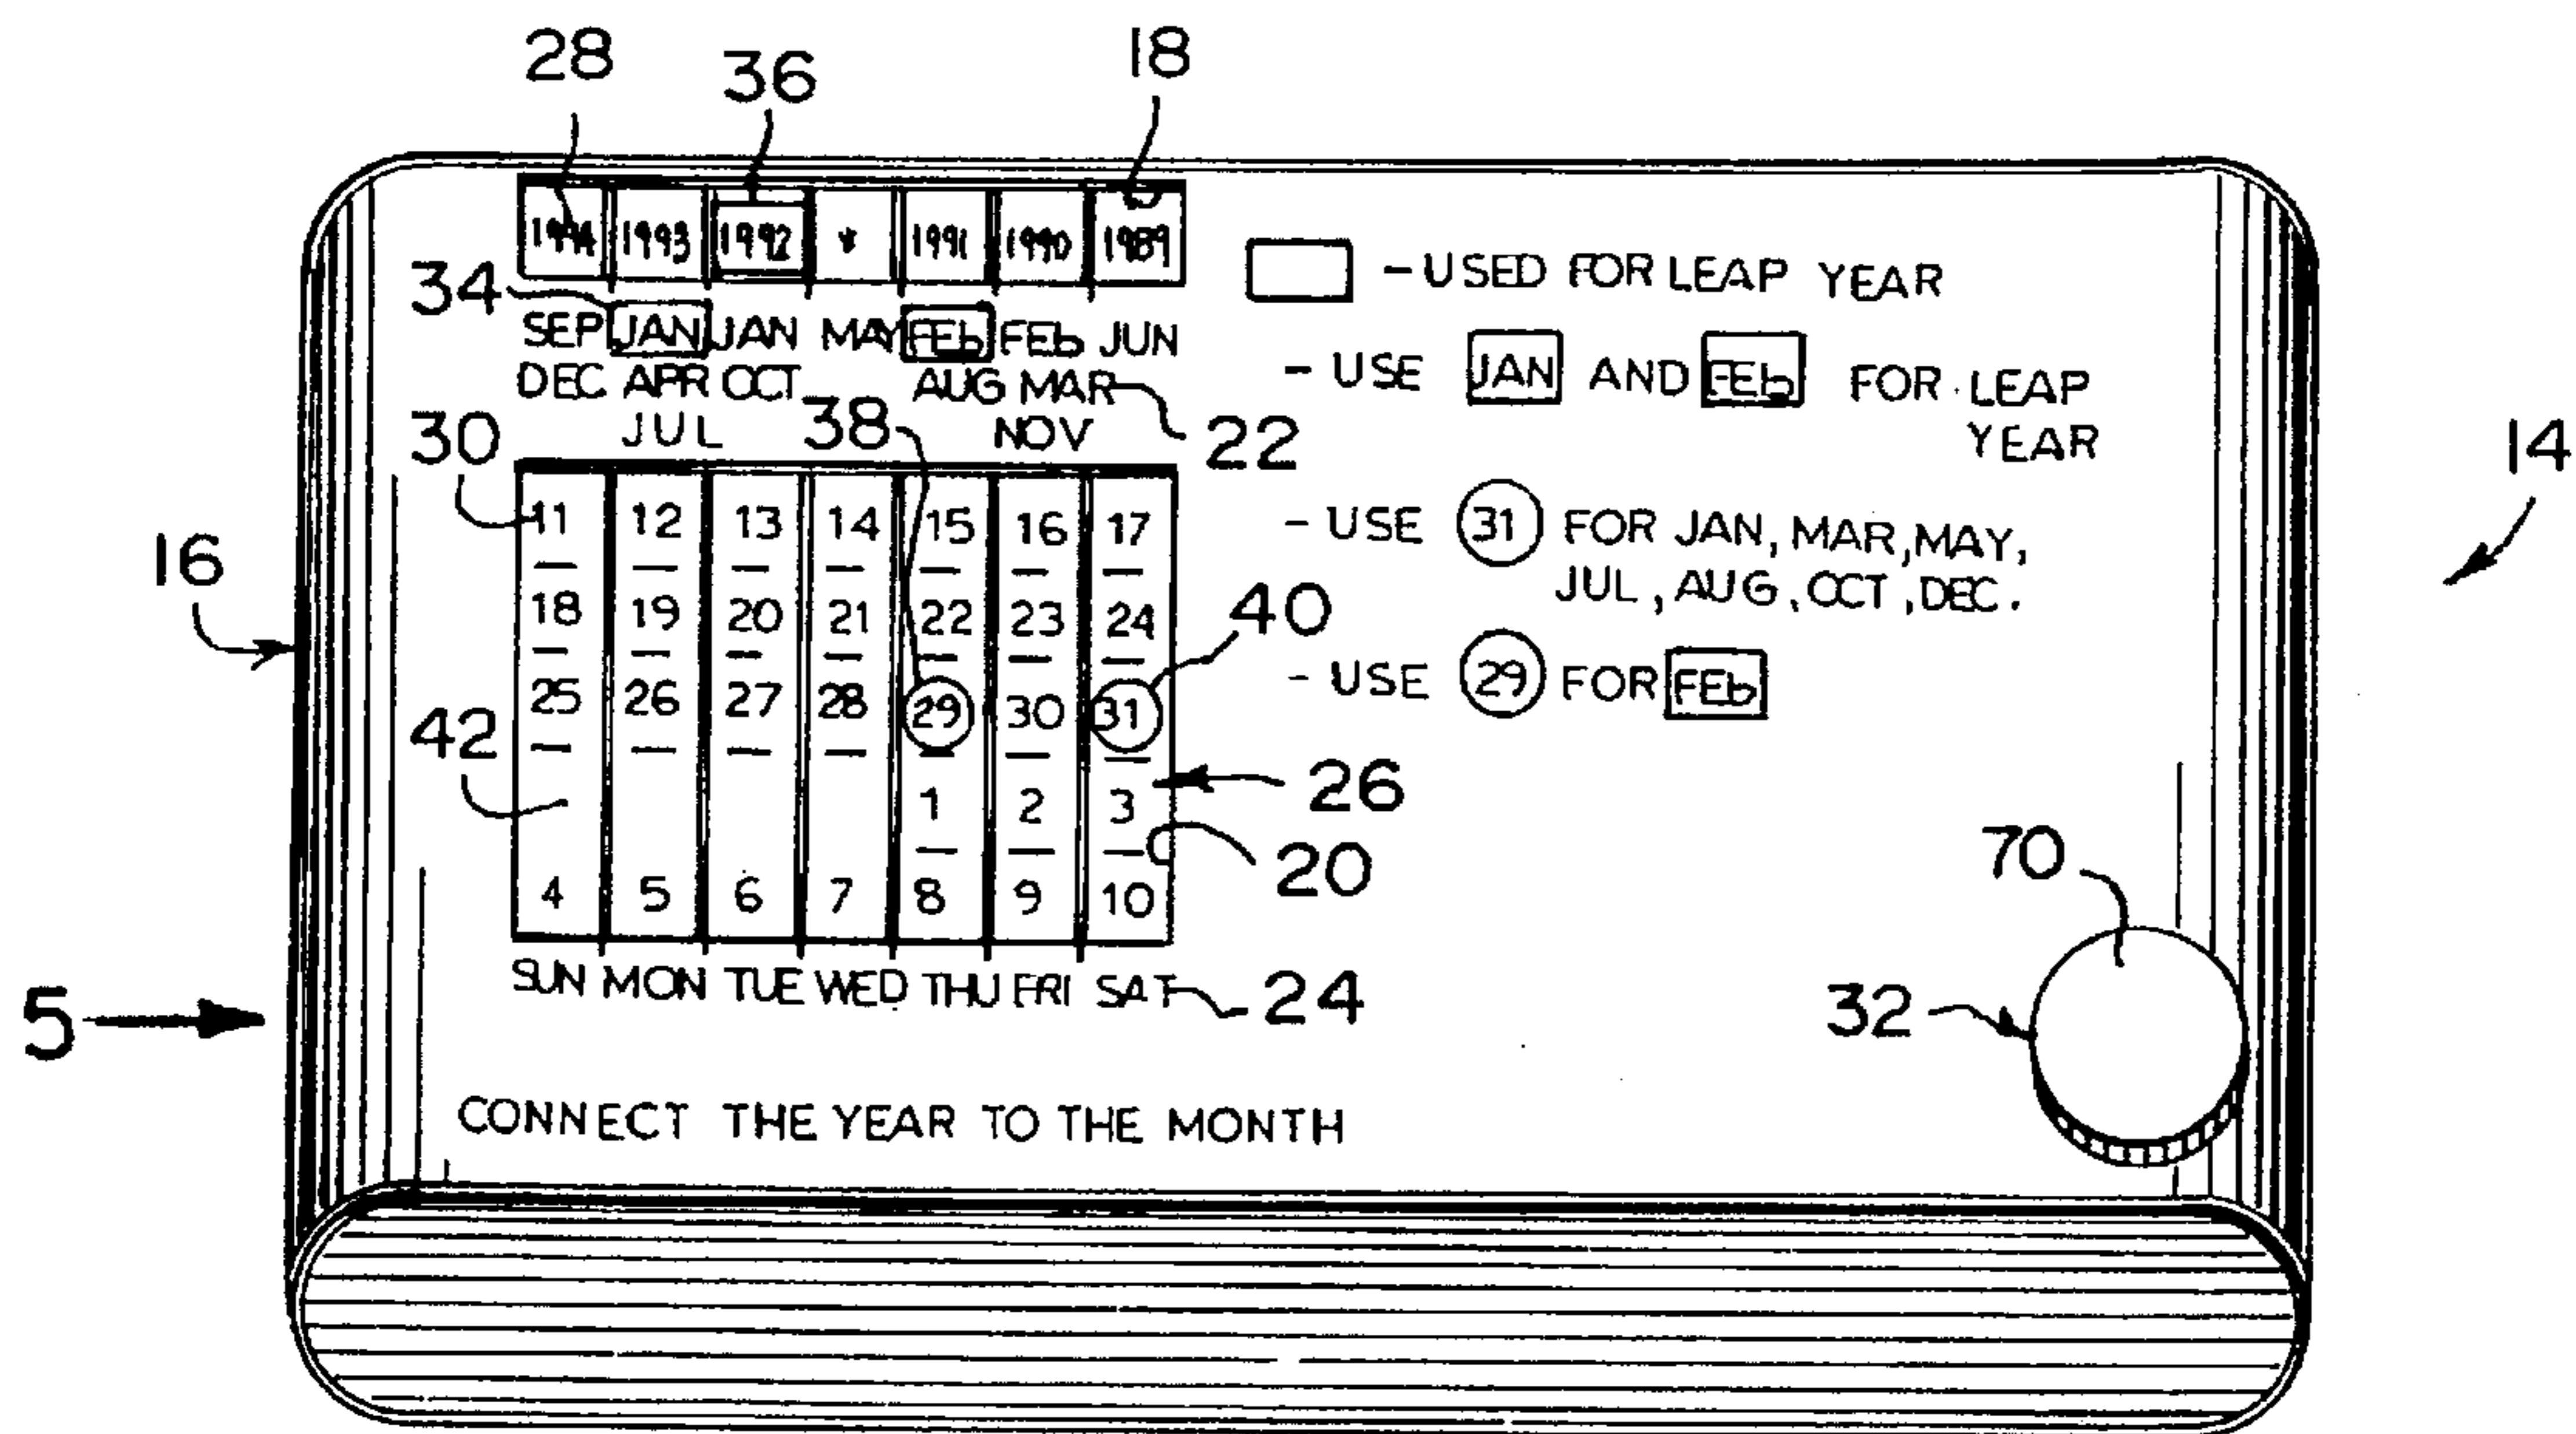 28 36 18
1994 1993 1992 * 1991 1990 1989
- USED FOR LEAP YEAR
34
SEP JAN JAN MAY FEb FEb JUN
DEC APR OCT AUG MAR
JUL NOV
- USE JAN AND FEb FOR LEAP
YEAR
30 38 22
14
11 12 13 14 15 16 17
- USE 31 FOR JAN, MAR, MAY,
JUL, AUG, OCT, DEC.
16
18 19 20 21 22 23 24
40
25 26 27 28 29 30 31
- USE 29 FOR FEb
42
1 2 3
26
20
4 5 6 7 8 9 10
70
SUN MON TUE WED THU FRI SAT
24
32
5
CONNECT THE YEAR TO THE MONTH